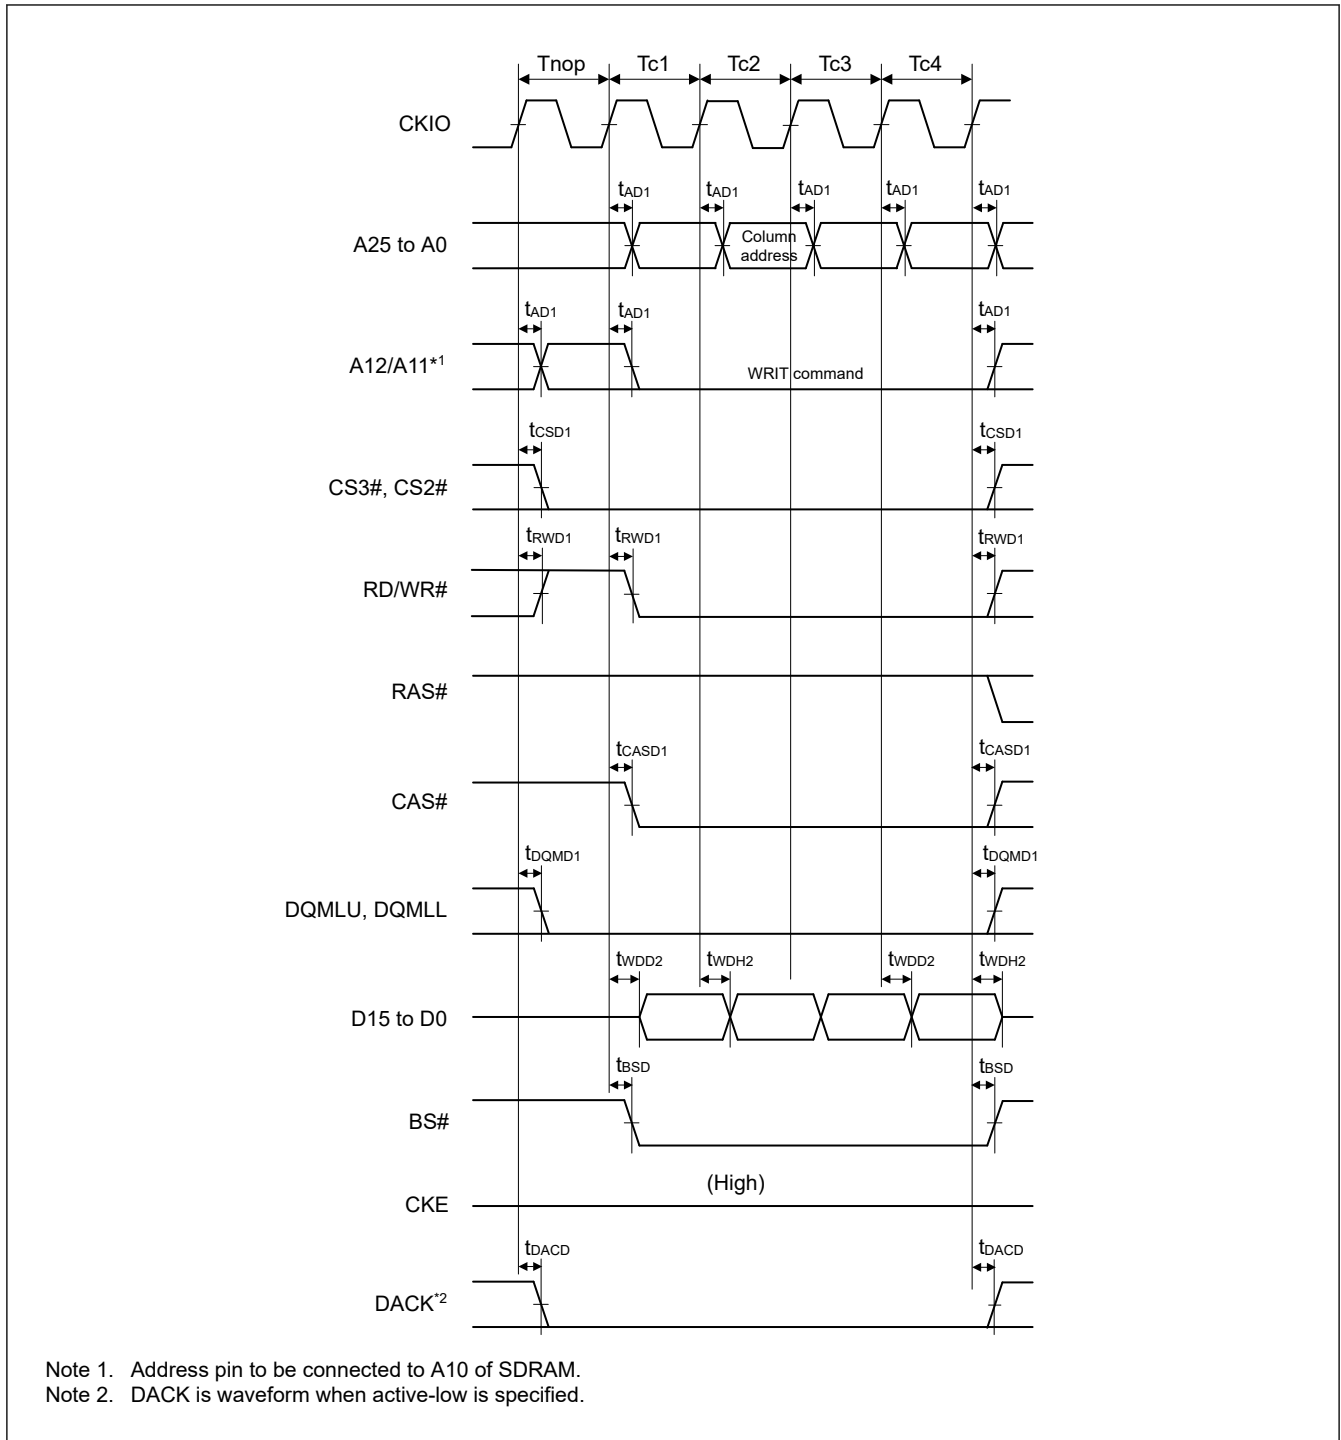 Tnop Tc1 Tc2 Tc3 Tc4
CKIO
tAD1 tAD1 tAD1 tAD1 tAD1
A25 to A0
Column
address
tAD1 tAD1 tAD1
A12/A11*1
WRIT command
tCSD1 tCSD1
CS3#, CS2#
tRWD1 tRWD1 tRWD1
RD/WR#
RAS#
tCASD1 tCASD1
CAS#
tDQMD1 tDQMD1
DQMLU, DQMLL
tWDD2 tWDH2 tWDD2 tWDH2
D15 to D0
tBSD tBSD
BS#
(High)
CKE
tDACD tDACD
DACK*2
Note 1. Address pin to be connected to A10 of SDRAM.
Note 2. DACK is waveform when active-low is specified.